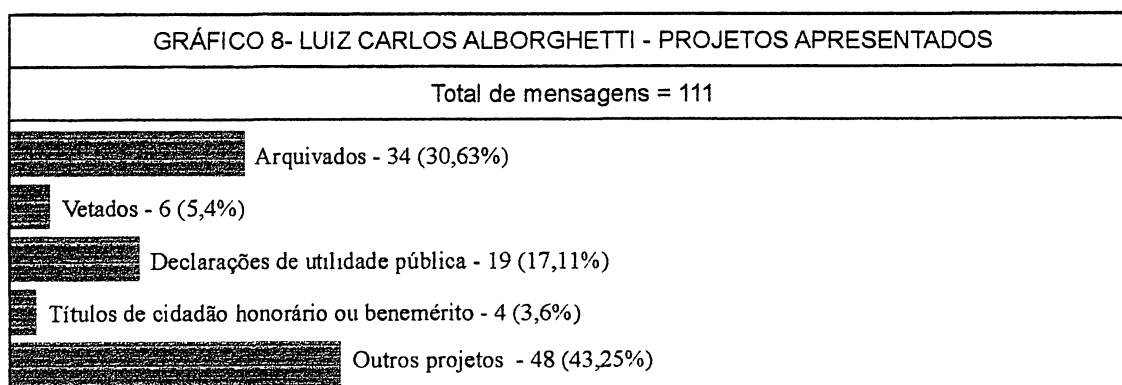 GRÁFICO 8- LUIZ CARLOS ALBORGHETTI - PROJETOS APRESENTADOS
Total de mensagens = 111
Arquivados - 34 (30,63%)
Vetados - 6 (5,4%)
Declarações de utilidade pública - 19 (17,11%)
Títulos de cidadão honorário ou benemérito - 4 (3,6%)
Outros projetos - 48 (43,25%)